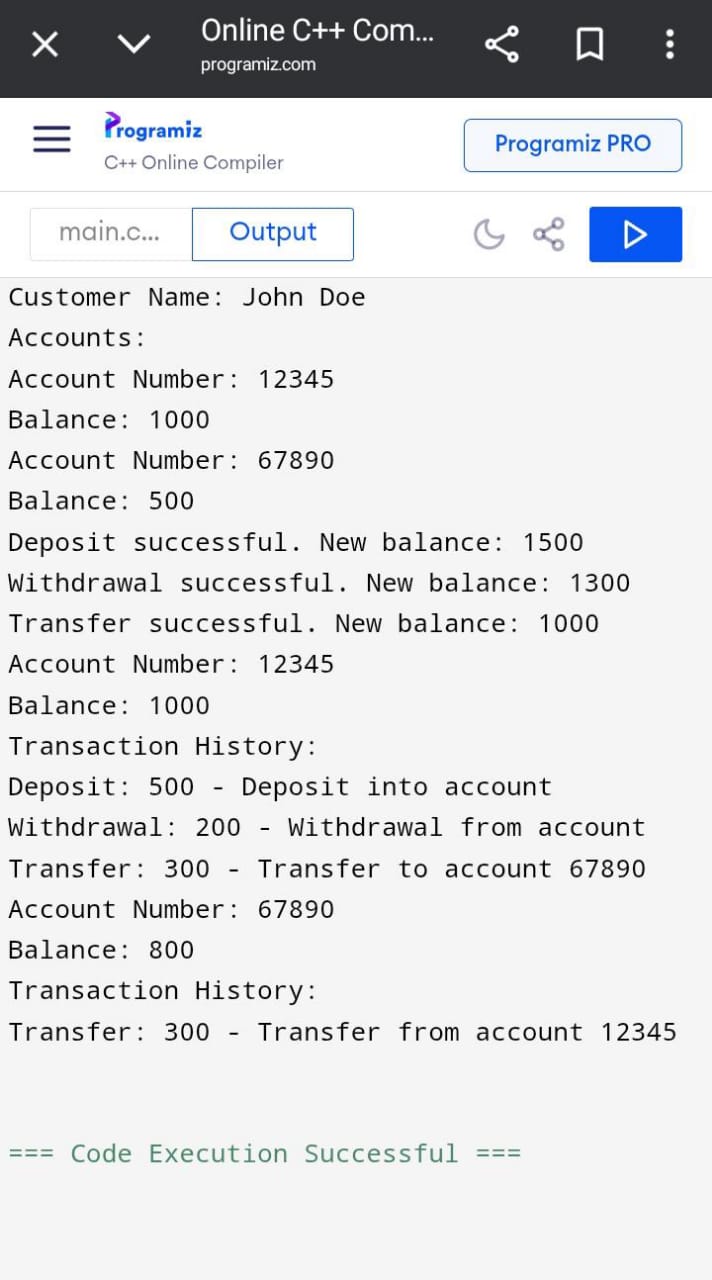 Online C++ Com...
programiz.com
Programiz
C++ Online Compiler
Programiz PRO
main.c...
Output
Customer Name: John Doe
Accounts:
Account Number: 12345
Balance: 1000
Account Number: 67890
Balance: 500
Deposit successful. New balance: 1500
Withdrawal successful. New balance: 1300
Transfer successful. New balance: 1000
Account Number: 12345
Balance: 1000
Transaction History:
Deposit: 500 - Deposit into account
Withdrawal: 200 - Withdrawal from account
Transfer: 300 - Transfer to account 67890
Account Number: 67890
Balance: 800
Transaction History:
Transfer: 300 - Transfer from account 12345
=== Code Execution Successful ===